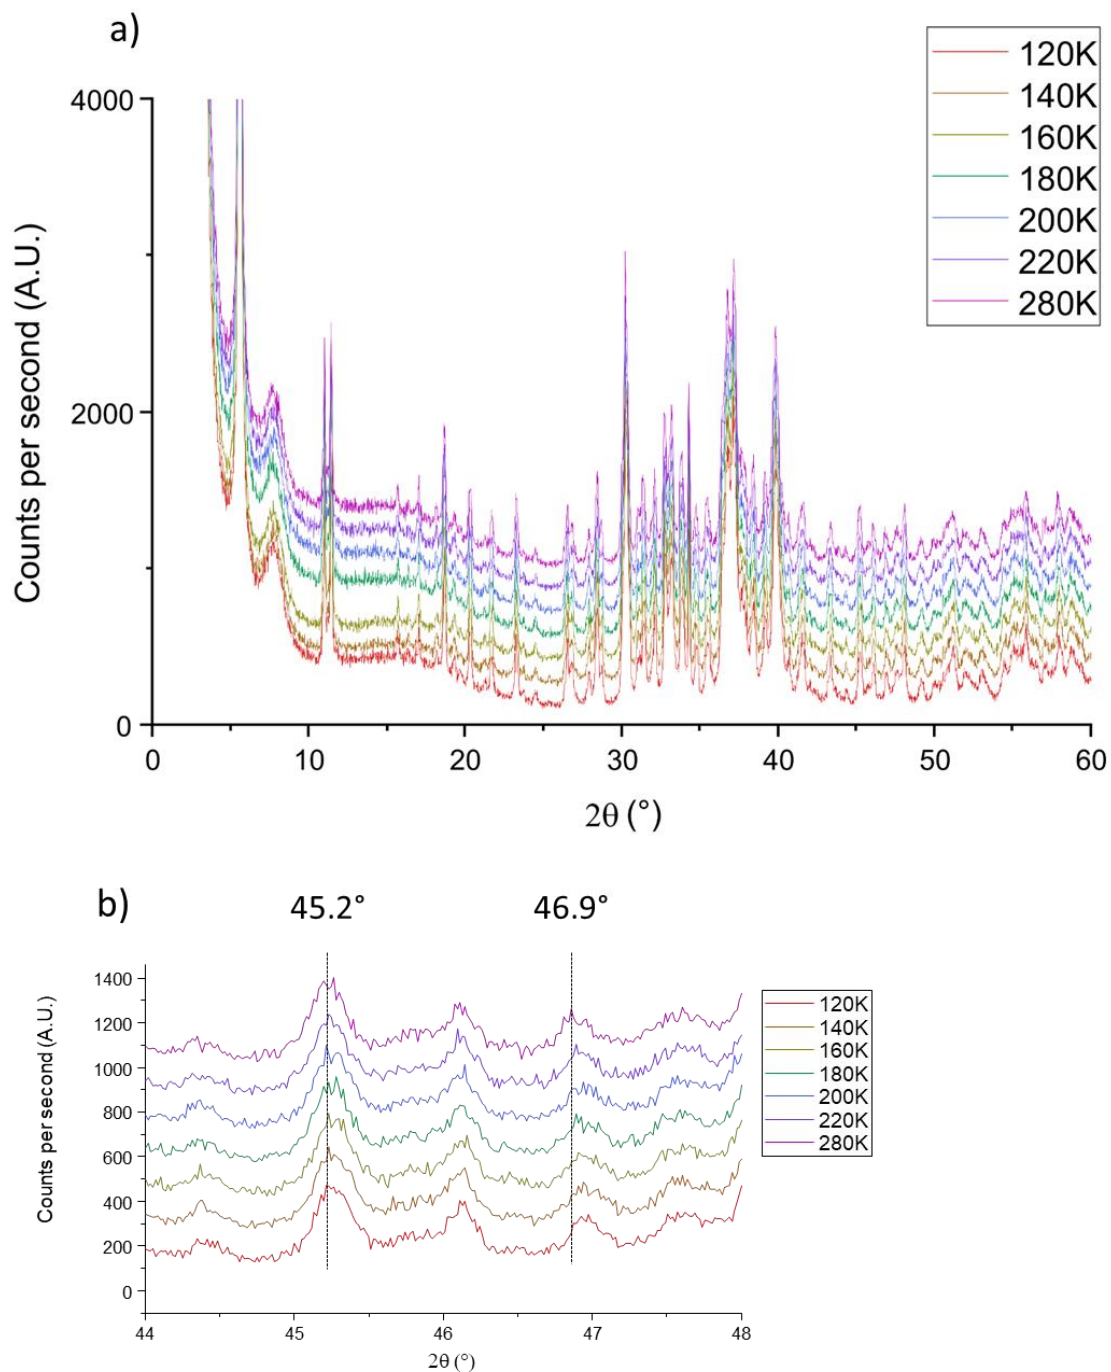 a)
120K
140K
160K
180K
200K
220K
280K
4000
2000
0
Counts per second (A.U.)
0 10 20 30 40 50 60
2θ (°)
b)
45.2° 46.9°
1400
1200
1000
800
600
400
200
0
Counts per second (A.U.)
120K
140K
160K
180K
200K
220K
280K
44 45 46 47 48
2θ (°)